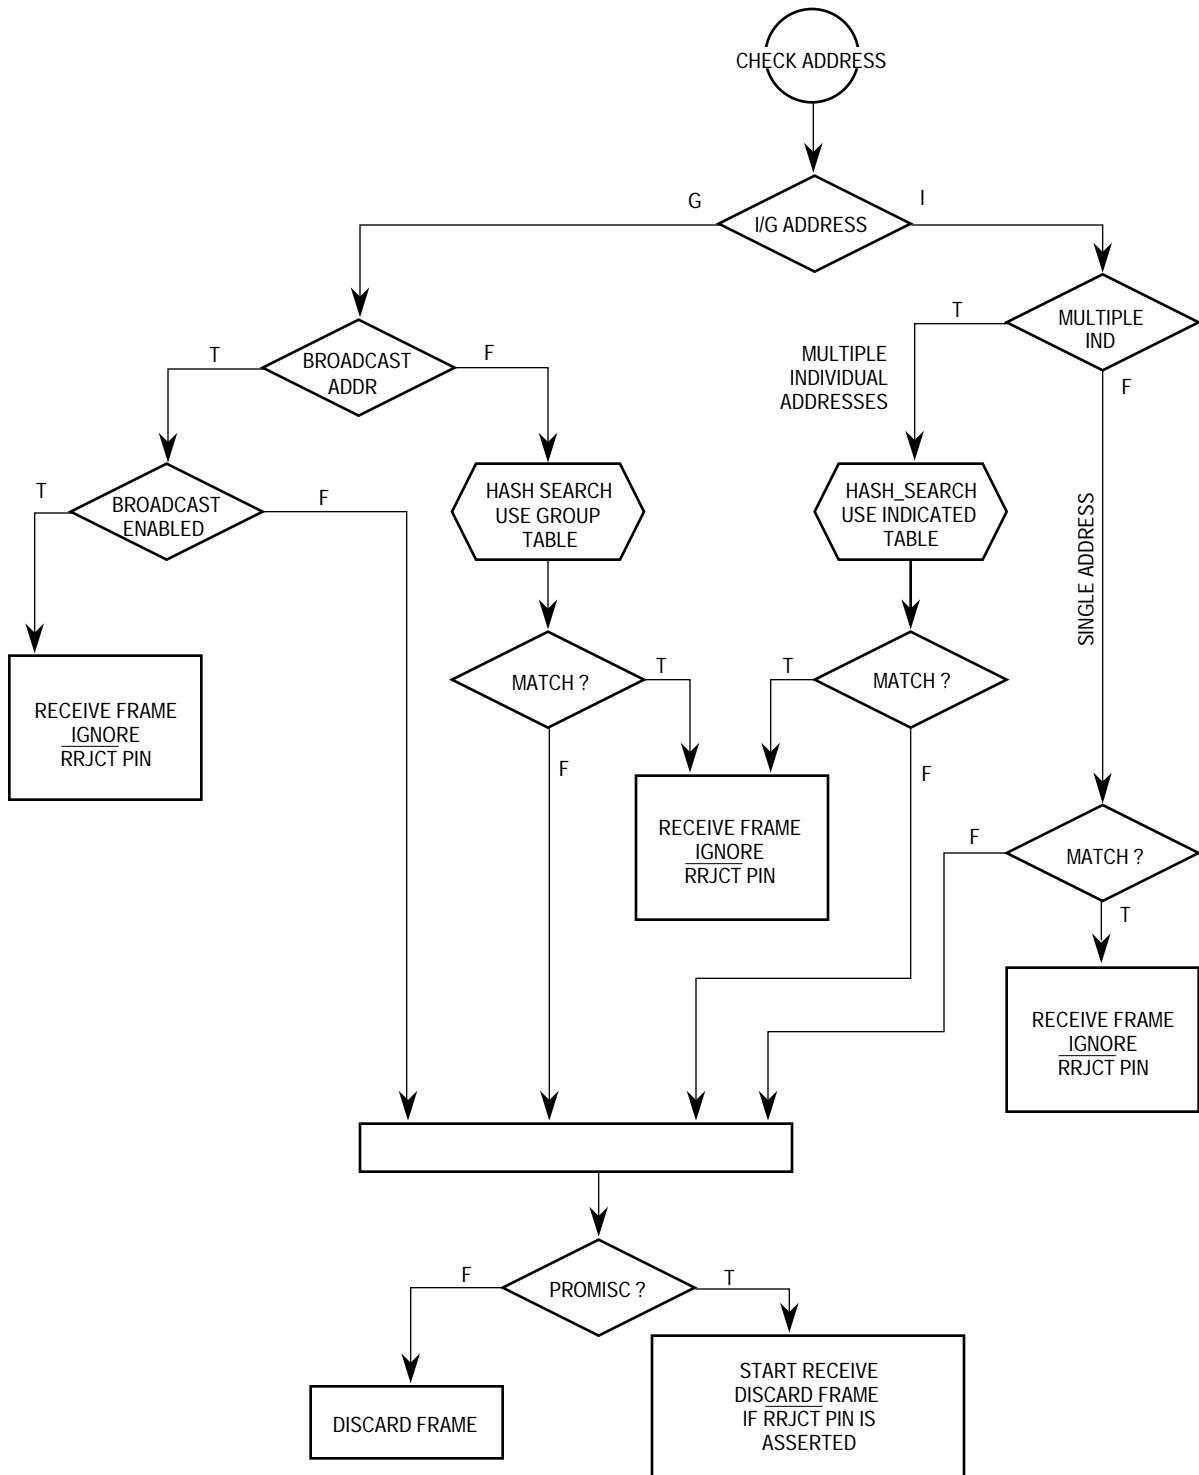 CHECK ADDRESS
G
I
I/G ADDRESS
T
MULTIPLE
IND
F
MULTIPLE
INDIVIDUAL
ADDRESSES
T
BROADCAST
ADDR
F
T
BROADCAST
ENABLED
F
HASH SEARCH
USE GROUP
TABLE
HASH_SEARCH
USE INDICATED
TABLE
SINGLE ADDRESS
RECEIVE FRAME
IGNORE
RRJCT PIN
MATCH ?
T
F
T
MATCH ?
F
RECEIVE FRAME
IGNORE
RRJCT PIN
F
MATCH ?
T
RECEIVE FRAME
IGNORE
RRJCT PIN
F
PROMISC ?
T
DISCARD FRAME
START RECEIVE
DISCARD FRAME
IF RRJCT PIN IS
ASSERTED